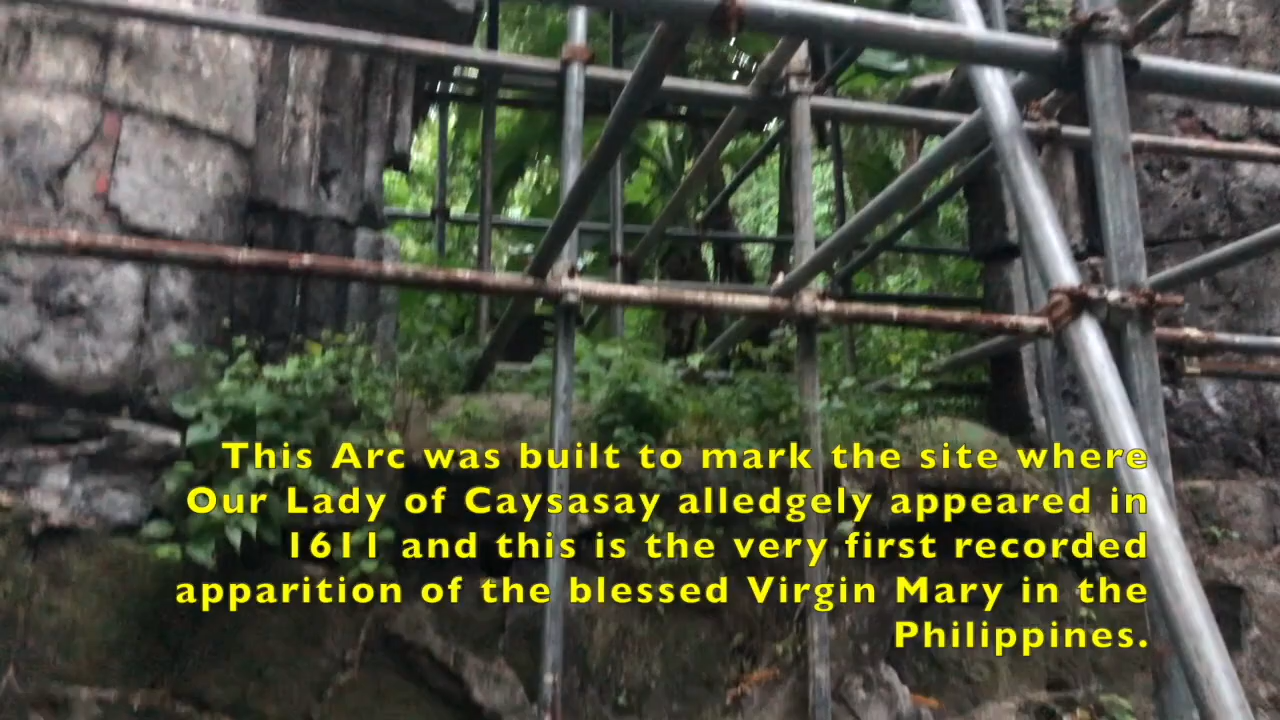 This Arc was built to mark the site where
Our Lady of Caysasay alledgely appeared in
1611 and this is the very first recorded
apparition of the blessed Virgin Mary in the
Philippines.